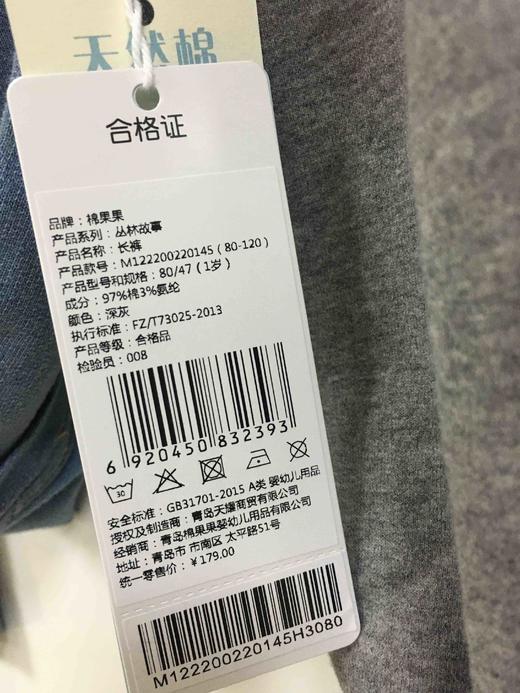 天然棉
合格证
品牌：棉果果
产品系列：丛林故事
产品名称：长裤
产品款号：M122200220145（80-120）
产品型号和规格：80/47（1岁）
成分：97%棉3%氨纶
颜色：深灰
执行标准：FZ/T73025-2013
产品等级：合格品
检验员：008
6 920450 832393
30
安全标准：GB31701-2015 A类 婴幼儿用品
授权及制造商：青岛天耀商贸有限公司
经销商：青岛棉果果婴幼儿用品有限公司
地址：青岛市 市南区 太平路51号
统一零售价：￥179.00
M122200220145H3080